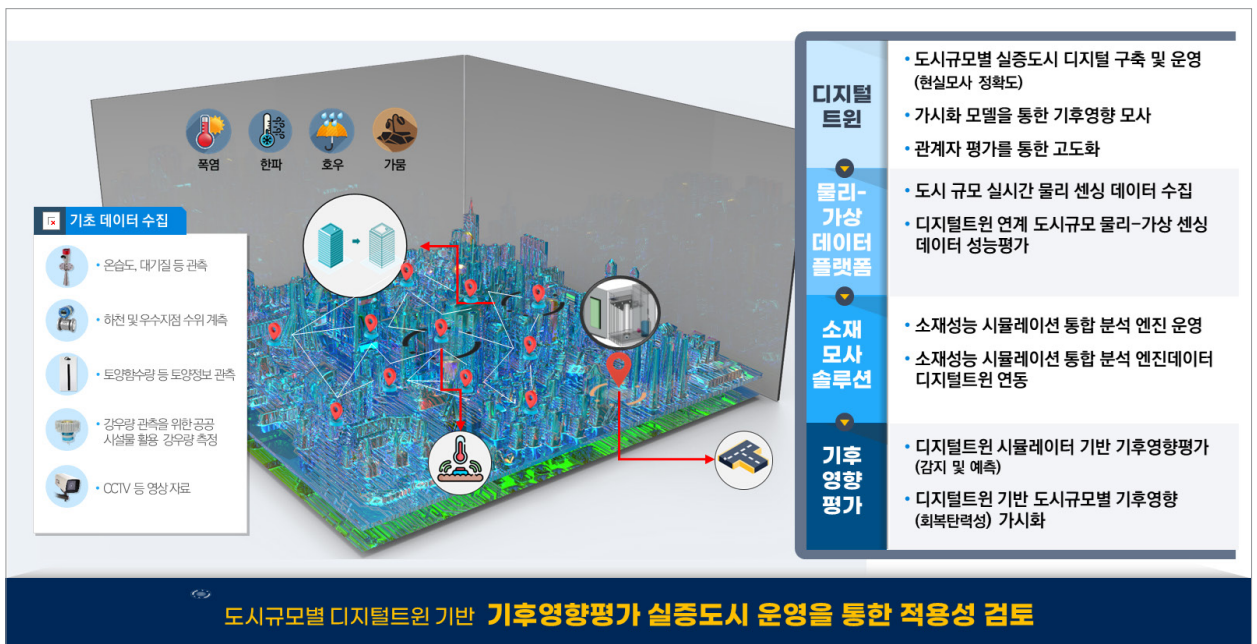 폭염
한파
호우
가뭄
기초 데이터 수집
• 온습도, 대기질 등 관측
• 하천 및 우수지점 수위 계측
• 토양함수량 등 토양정보 관측
• 강우량 관측을 위한 공공
시설물 활용 강우량 측정
• CCTV 등 영상 자료
디지털
트윈
• 도시규모별 실증도시 디지털 구축 및 운영
(현실모사 정확도)
• 가시화 모델을 통한 기후영향 모사
• 관계자 평가를 통한 고도화
물리-
가상
데이터
플랫폼
• 도시 규모 실시간 물리 센싱 데이터 수집
• 디지털트윈 연계 도시규모 물리-가상 센싱
데이터 성능평가
소재
모사
솔루션
• 소재성능 시뮬레이션 통합 분석 엔진 운영
• 소재성능 시뮬레이션 통합 분석 엔진데이터
디지털트윈 연동
기후
영향
평가
• 디지털트윈 시뮬레이터 기반 기후영향평가
(감지 및 예측)
• 디지털트윈 기반 도시규모별 기후영향
(회복탄력성) 가시화
도시규모별 디지털트윈 기반 기후영향평가 실증도시 운영을 통한 적용성 검토